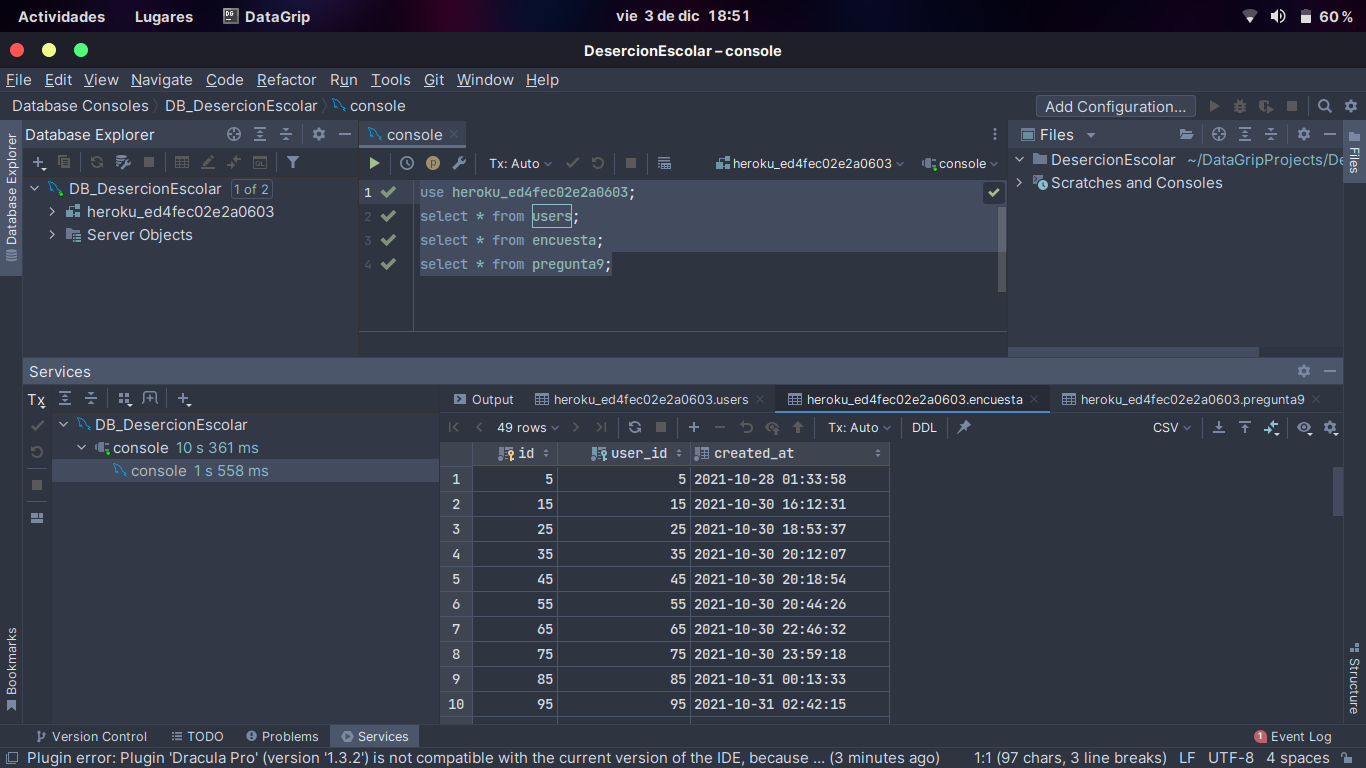 Actividades Lugares DataGrip vie 3 de dic 18:51 60 %
DesercionEscolar – console
File Edit View Navigate Code Refactor Run Tools Git Window Help
Database Consoles DB_DesercionEscolar console Add Configuration...
Database Explorer
Database Explorer
DB_DesercionEscolar 1 of 2
heroku_ed4fec02e2a0603
Server Objects
console
Tx: Auto heroku_ed4fec02e2a0603 console
1 use heroku_ed4fec02e2a0603;
2 select * from users;
3 select * from encuesta;
4 select * from pregunta9;
Files
DesercionEscolar ~/DataGripProjects/De
Scratches and Consoles
Files
Services
Tx
DB_DesercionEscolar
console 10 s 361 ms
console 1 s 558 ms
Output heroku_ed4fec02e2a0603.users heroku_ed4fec02e2a0603.encuesta heroku_ed4fec02e2a0603.pregunta9
49 rows Tx: Auto DDL CSV
id user_id created_at
1 5 5 2021-10-28 01:33:58
2 15 15 2021-10-30 16:12:31
3 25 25 2021-10-30 18:53:37
4 35 35 2021-10-30 20:12:07
5 45 45 2021-10-30 20:18:54
6 55 55 2021-10-30 20:44:26
7 65 65 2021-10-30 22:46:32
8 75 75 2021-10-30 23:59:18
9 85 85 2021-10-31 00:13:33
10 95 95 2021-10-31 02:42:15
Bookmarks
Structure
Version Control TODO Problems Services 1 Event Log
Plugin error: Plugin 'Dracula Pro' (version '1.3.2') is not compatible with the current version of the IDE, because ... (3 minutes ago) 1:1 (97 chars, 3 line breaks) LF UTF-8 4 spaces